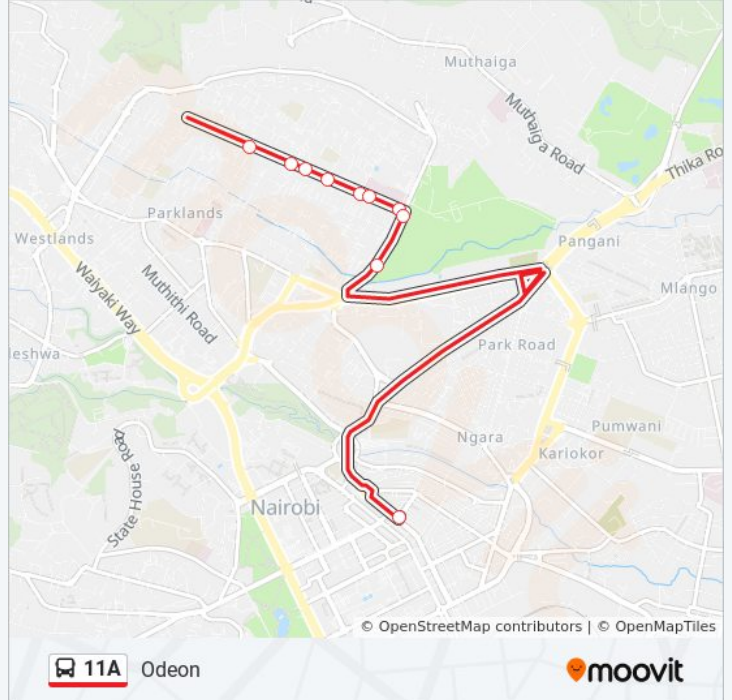 Muthaiga
Muthaiga Road
Thika Ro
Parklands
Westlands
Pangani
Waiyaki Way
Muthithi Road
Mlango
leshwa
Park Road
Pumwani
Ngara
Kariokor
State House Road
Nairobi
© OpenStreetMap contributors | © OpenMapTiles
11A Odeon
moovit